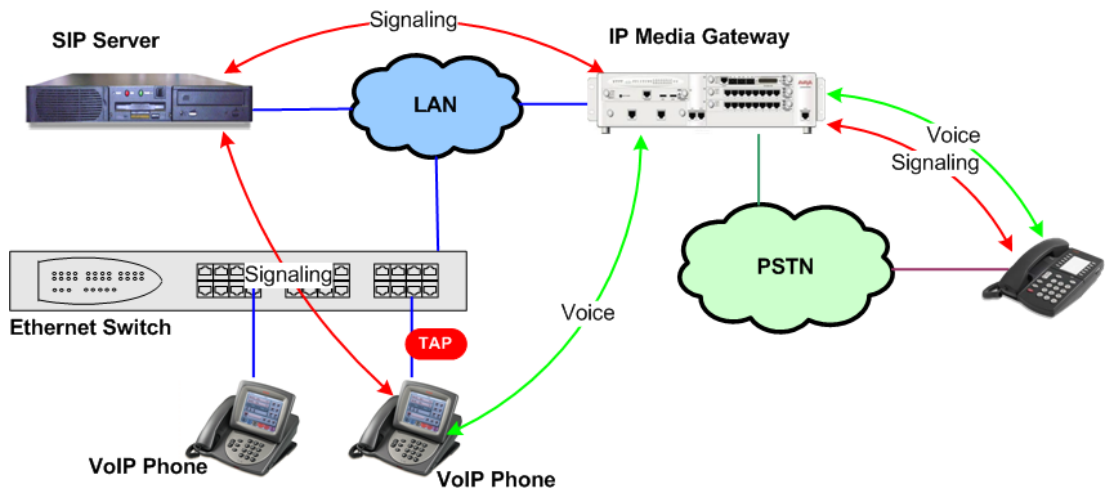 Signaling
SIP Server
IP Media Gateway
LAN
Voice
Signaling
Signaling
PSTN
Ethernet Switch
Voice
TAP
VoIP Phone
VoIP Phone